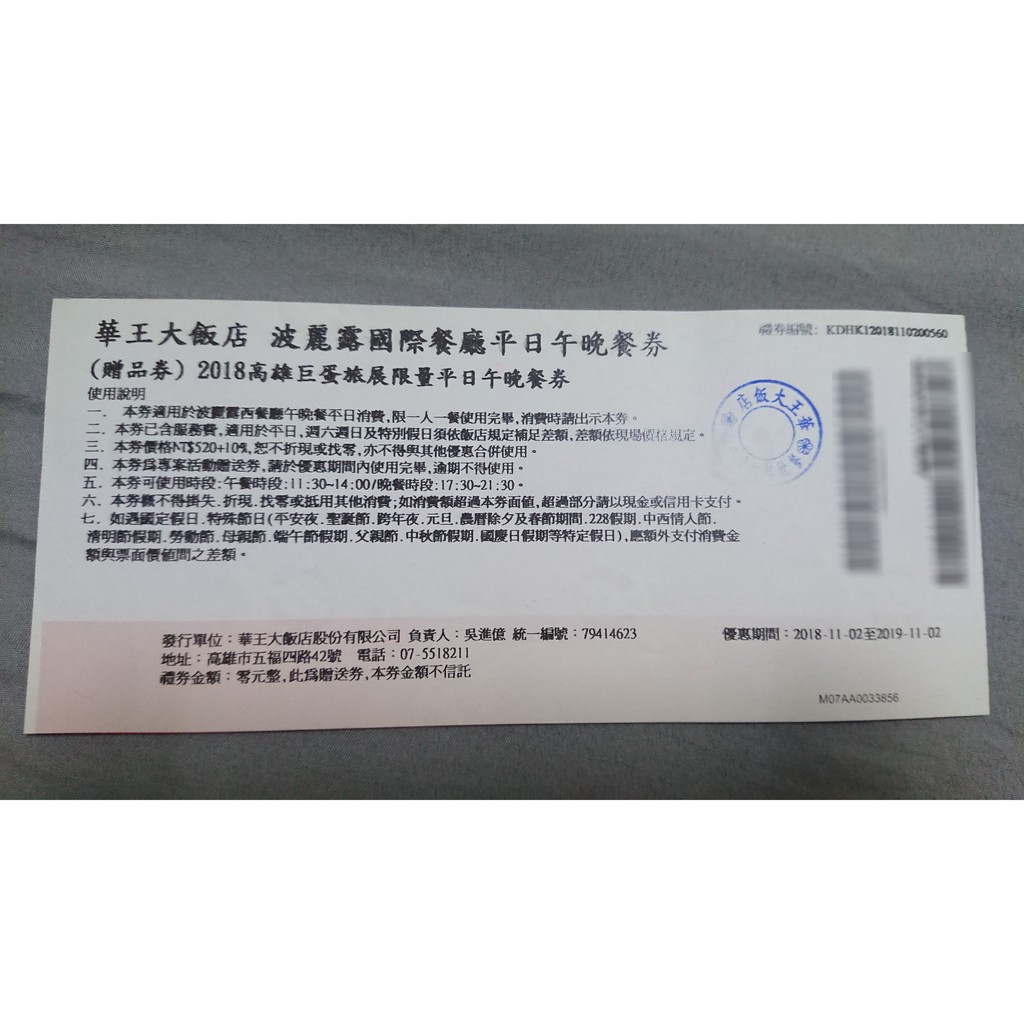 華王大飯店 波麗露國際餐廳平日午晚餐券
禮券編號: KDHK12018110200560
(贈品券) 2018高雄巨蛋旅展限量平日午晚餐券
使用說明
一. 本券適用於波麗露西餐廳午晚餐平日消費,限一人一餐使用完畢,消費時請出示本券。
二. 本券已含服務費,適用於平日,週六週日及特別假日須依飯店規定補足差額,差額依現場價格規定。
三. 本券價格NT$520+10%,恕不折現或找零,亦不得與其他優惠合併使用。
四. 本券為專案活動贈送券,請於優惠期間內使用完畢,逾期不得使用。
五. 本券可使用時段:午餐時段:11:30~14:00/晚餐時段:17:30~21:30。
六. 本券概不得掛失.折現.找零或抵用其他消費;如消費額超過本券面值,超過部分請以現金或信用卡支付。
七. 如遇國定假日.特殊節日(平安夜.聖誕節.跨年夜.元旦.農曆除夕及春節期間.228假期.中西情人節.
清明節假期.勞動節.母親節.端午節假期.父親節.中秋節假期.國慶日假期等特定假日),應額外支付消費金
額與票面價值間之差額。
華王大飯店
發行單位:華王大飯店股份有限公司 負責人:吳進億 統一編號:79414623
優惠期間:2018-11-02至2019-11-02
地址:高雄市五福四路42號 電話:07-5518211
禮券金額:零元整,此為贈送券,本券金額不信託
M07AA0033856